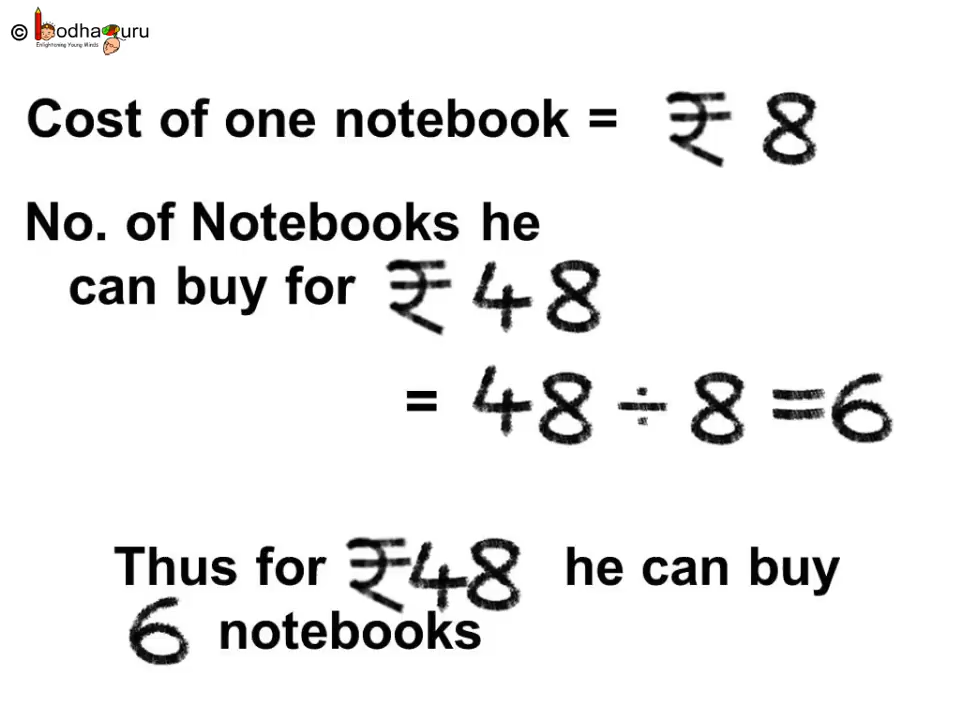 © BodhaGuru
Enlightening Young Minds
Cost of one notebook = ₹ 8
No. of Notebooks he
can buy for ₹ 48
= 48 ÷ 8 = 6
Thus for ₹48 he can buy
6 notebooks